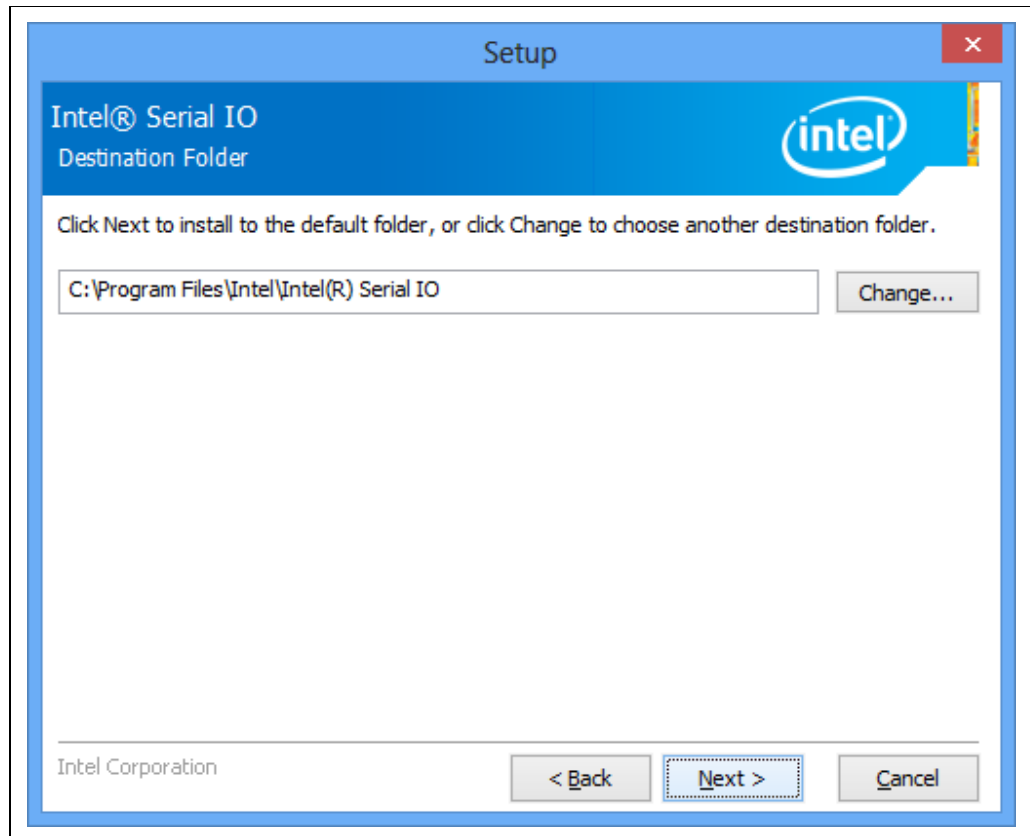 Setup
Intel® Serial IO
Destination Folder
intel
Click Next to install to the default folder, or click Change to choose another destination folder.
C:\Program Files\Intel\Intel(R) Serial IO
Change...
Intel Corporation
< Back
Next >
Cancel